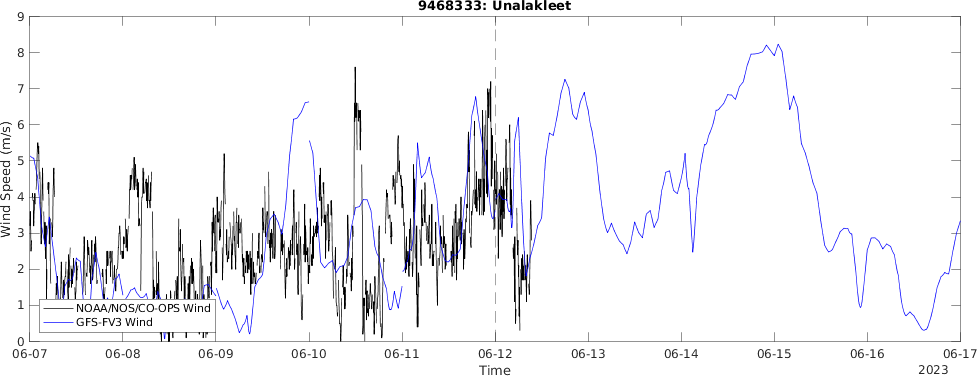 9468333: Unalakleet
9
8
7
6
5
4
3
2
1
0
Wind Speed (m/s)
NOAA/NOS/CO-OPS Wind
GFS-FV3 Wind
06-07 06-08 06-09 06-10 06-11 06-12 06-13 06-14 06-15 06-16 06-17
Time
2023